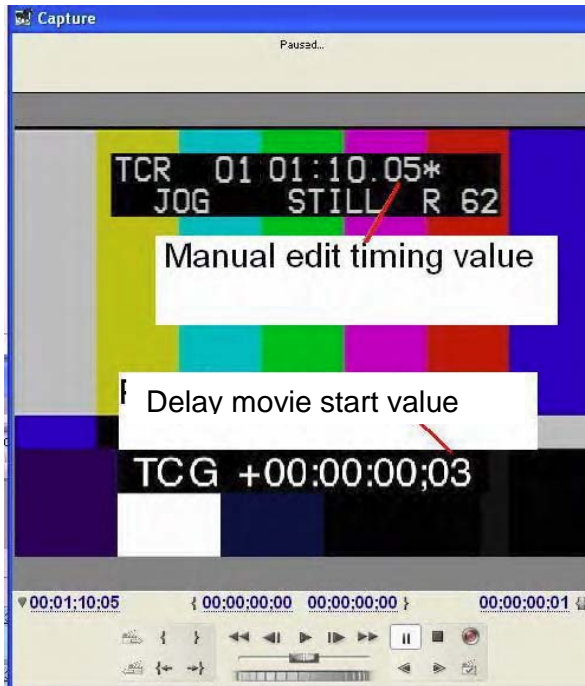 Capture
Paused...
TCR 01 01:10.05*
JOG STILL R 62
Manual edit timing value
Delay movie start value
TCG +00:00:00;03
00;01;10;05 { 00;00;00;00 00;00;00;00 } 00;00;00;01